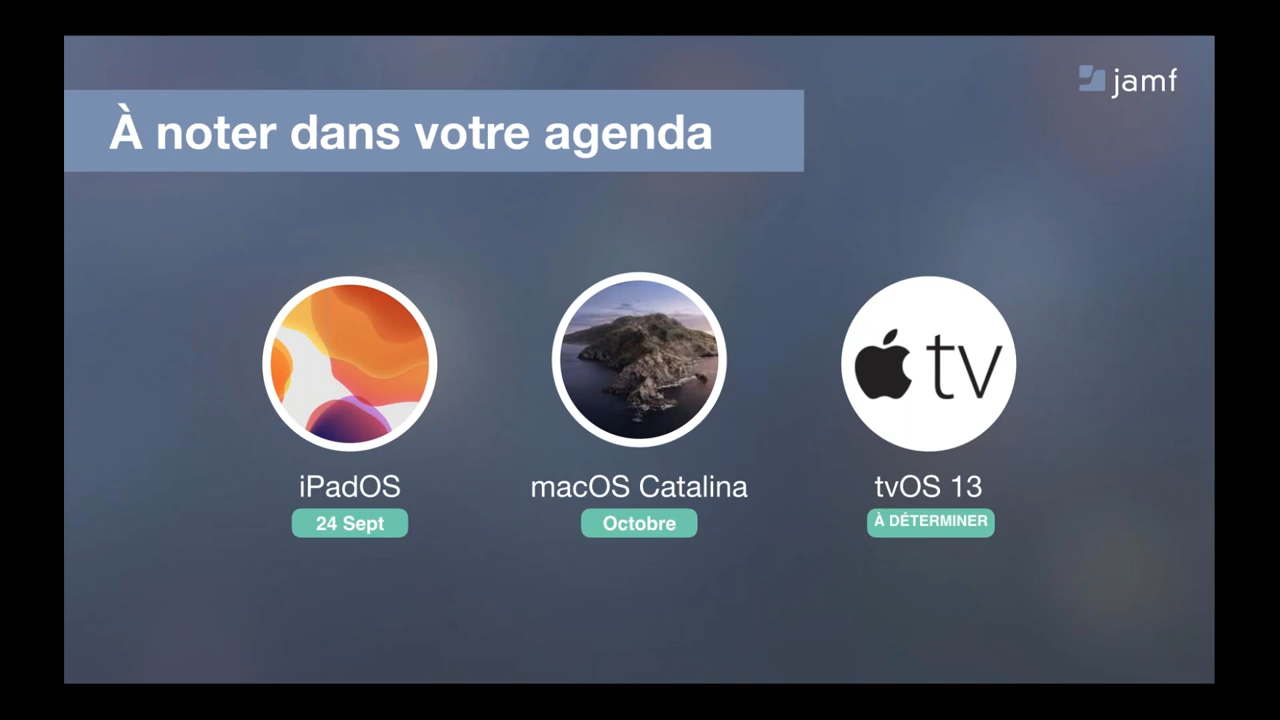 jamf
À noter dans votre agenda
tv
iPadOS
macOS Catalina
tvOS 13
24 Sept
Octobre
À DÉTERMINER